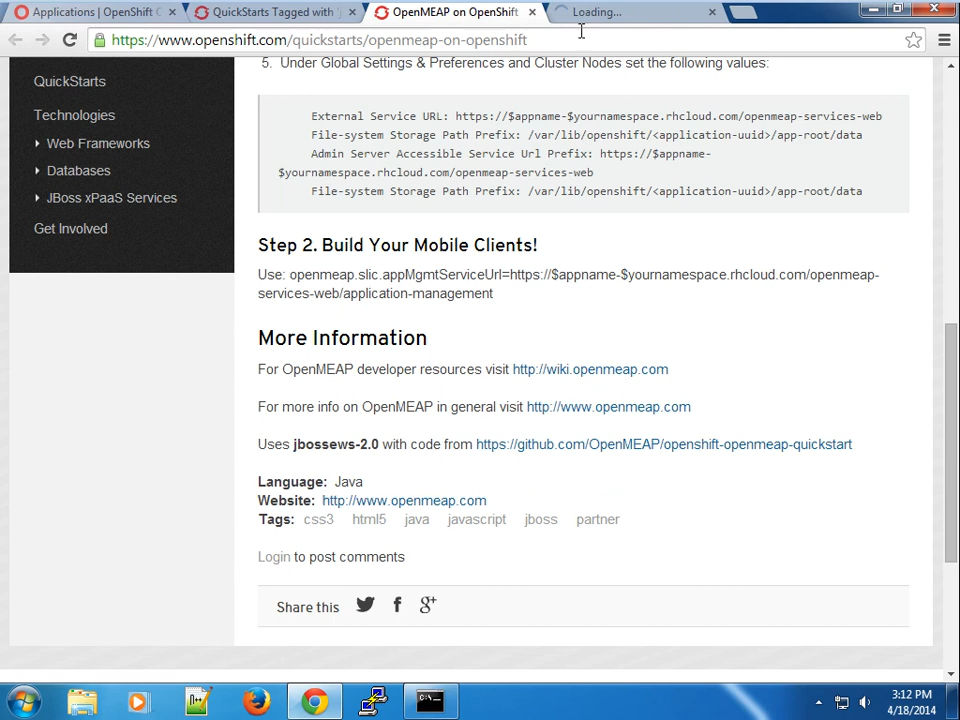 Applications | OpenShift C
QuickStarts Tagged with '
OpenMEAP on OpenShift
Loading...
https://www.openshift.com/quickstarts/openmeap-on-openshift
QuickStarts
Technologies
Web Frameworks
Databases
JBoss xPaaS Services
Get Involved
5. Under Global Settings & Preferences and Cluster Nodes set the following values:
External Service URL: https://$appname-$yournamespace.rhcloud.com/openmeap-services-web
File-system Storage Path Prefix: /var/lib/openshift/<application-uuid>/app-root/data
Admin Server Accessible Service Url Prefix: https://$appname-
$yournamespace.rhcloud.com/openmeap-services-web
File-system Storage Path Prefix: /var/lib/openshift/<application-uuid>/app-root/data
Step 2. Build Your Mobile Clients!
Use: openmeap.slic.appMgmtServiceUrl=https://$appname-$yournamespace.rhcloud.com/openmeap-
services-web/application-management
More Information
For OpenMEAP developer resources visit http://wiki.openmeap.com
For more info on OpenMEAP in general visit http://www.openmeap.com
Uses jbossews-2.0 with code from https://github.com/OpenMEAP/openshift-openmeap-quickstart
Language: Java
Website: http://www.openmeap.com
Tags: css3 html5 java javascript jboss partner
Login to post comments
Share this
3:12 PM
4/18/2014